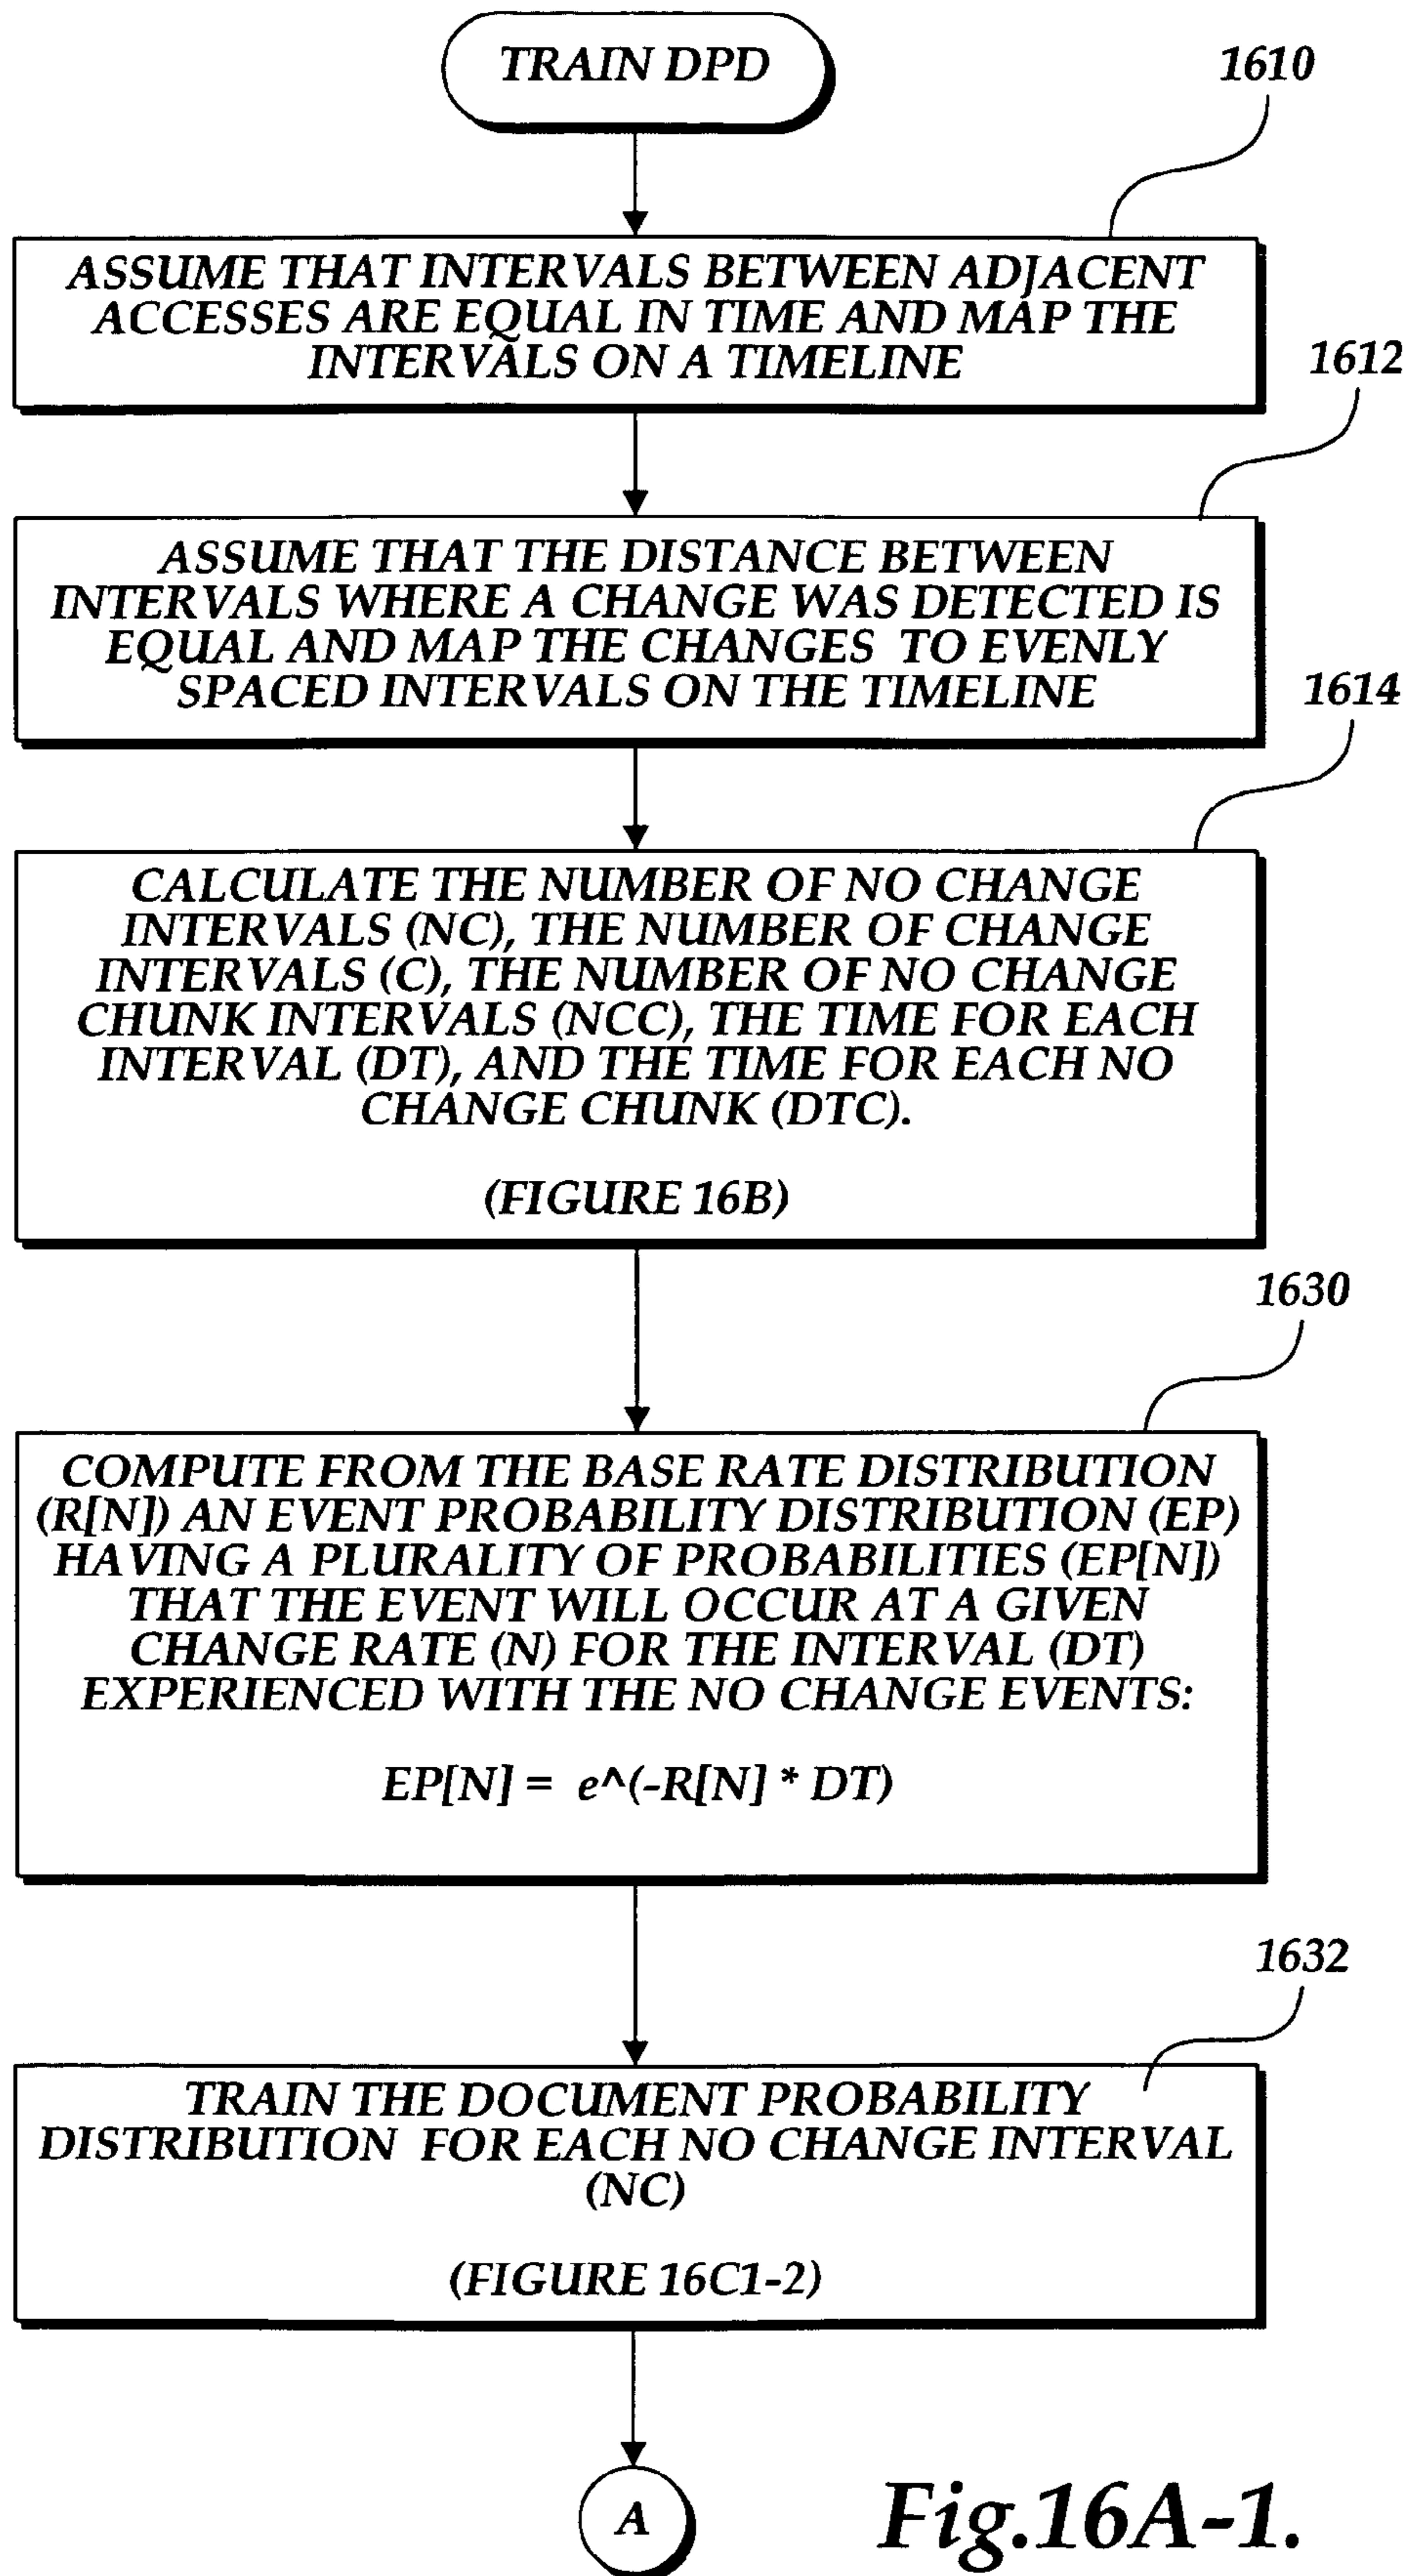 TRAIN DPD
1610
ASSUME THAT INTERVALS BETWEEN ADJACENT
ACCESSES ARE EQUAL IN TIME AND MAP THE
INTERVALS ON A TIMELINE
1612
ASSUME THAT THE DISTANCE BETWEEN
INTERVALS WHERE A CHANGE WAS DETECTED IS
EQUAL AND MAP THE CHANGES TO EVENLY
SPACED INTERVALS ON THE TIMELINE
1614
CALCULATE THE NUMBER OF NO CHANGE
INTERVALS (NC), THE NUMBER OF CHANGE
INTERVALS (C), THE NUMBER OF NO CHANGE
CHUNK INTERVALS (NCC), THE TIME FOR EACH
INTERVAL (DT), AND THE TIME FOR EACH NO
CHANGE CHUNK (DTC).
(FIGURE 16B)
1630
COMPUTE FROM THE BASE RATE DISTRIBUTION
(R[N]) AN EVENT PROBABILITY DISTRIBUTION (EP)
HAVING A PLURALITY OF PROBABILITIES (EP[N])
THAT THE EVENT WILL OCCUR AT A GIVEN
CHANGE RATE (N) FOR THE INTERVAL (DT)
EXPERIENCED WITH THE NO CHANGE EVENTS:
EP[N] = e^(-R[N] * DT)
1632
TRAIN THE DOCUMENT PROBABILITY
DISTRIBUTION FOR EACH NO CHANGE INTERVAL
(NC)
(FIGURE 16C1-2)
A
Fig.16A-1.